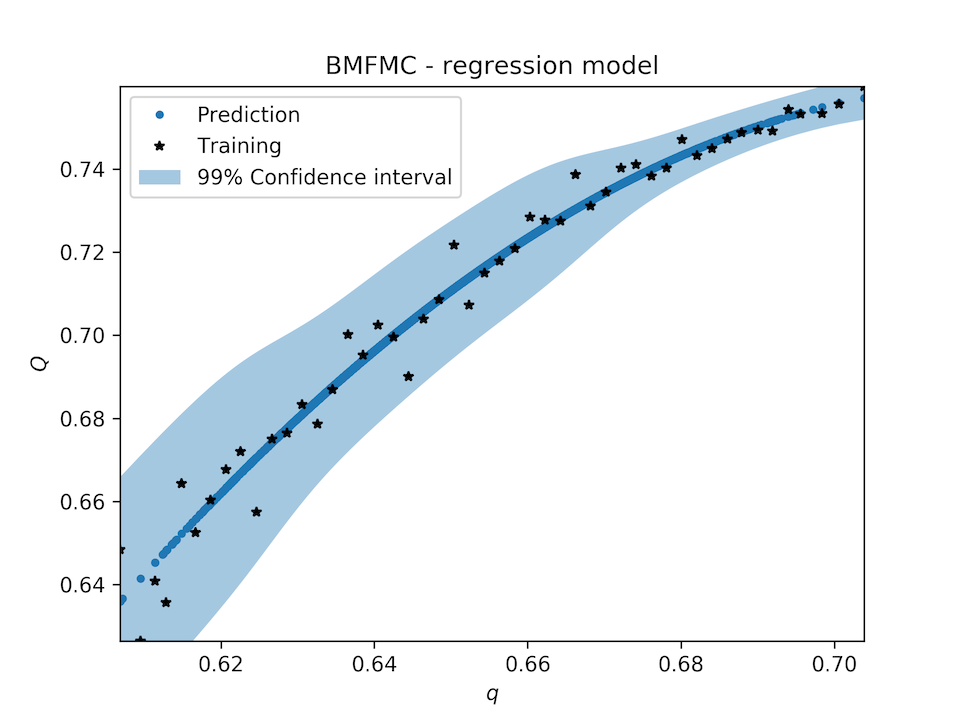 BMFMC - regression model
Prediction
Training
99% Confidence interval
0.74
0.72
0.70
0.68
0.66
0.64
Q
0.62
0.64
0.66
0.68
0.70
q